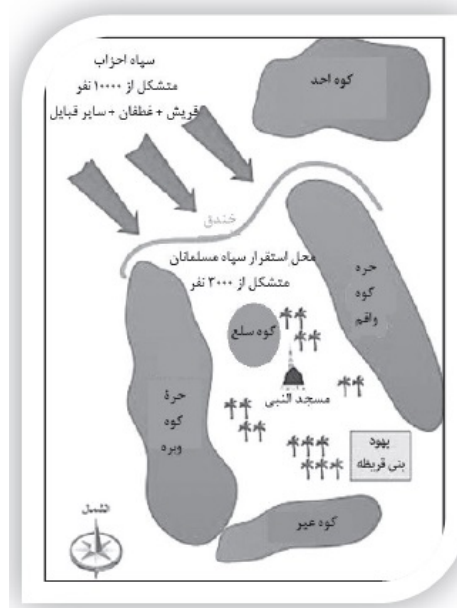 سپاه احزاب
متشکل از ۱۰۰۰۰ نفر
قریش + غطفان + سایر قبایل
کوه احد
خندق
محل استقرار سپاه مسلمانان
متشکل از ۳۰۰۰ نفر
حره
کوه
واقم
کوه سلع
مسجد النبی
حرة
کوه
وبره
یهود
بنی قریظه
کوه عیر
الشمال